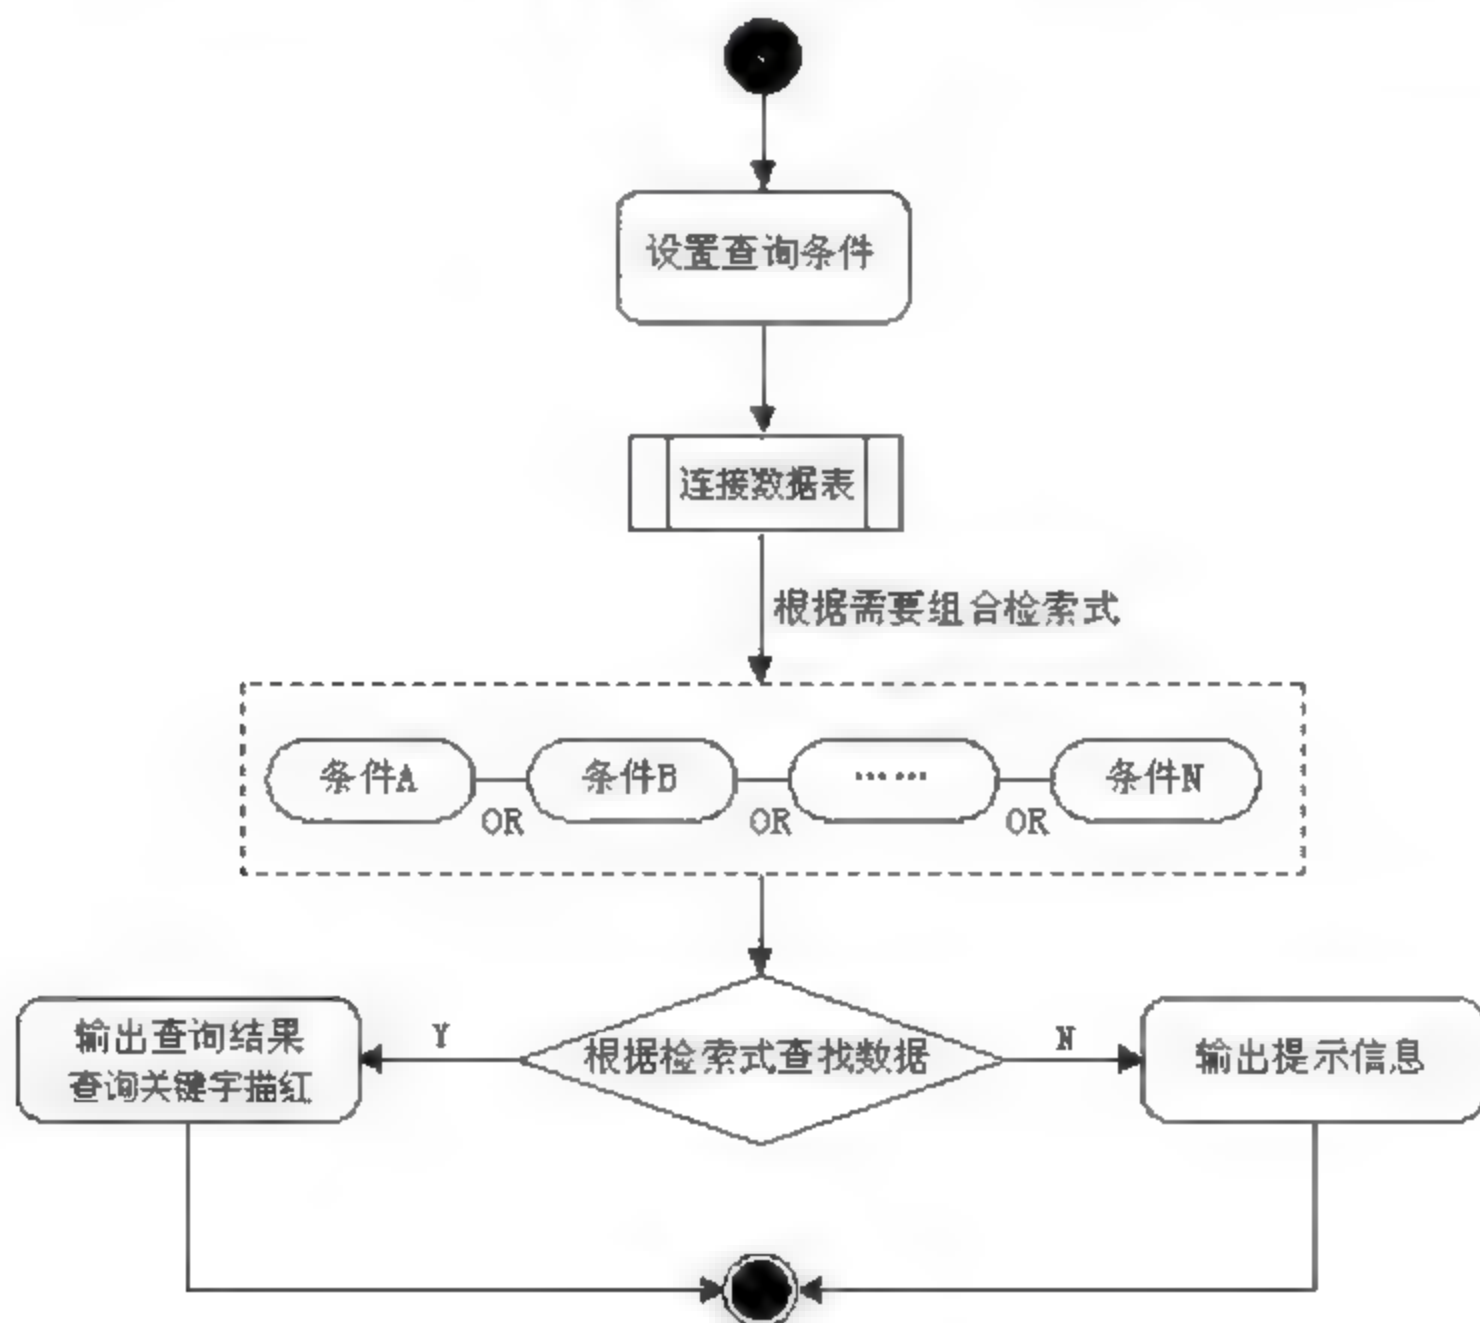 设置查询条件
连接数据表
根据需要组合检索式
条件A
条件B
……
条件N
OR
OR
OR
输出查询结果
查询关键字描红
Y
根据检索式查找数据
N
输出提示信息